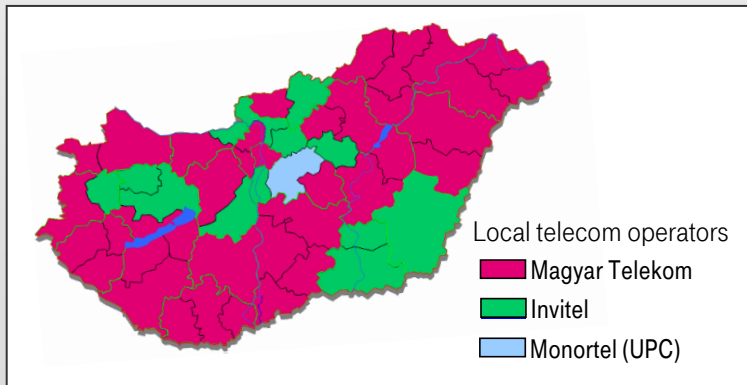 Local telecom operators
Magyar Telekom
Invitel
Monortel (UPC)